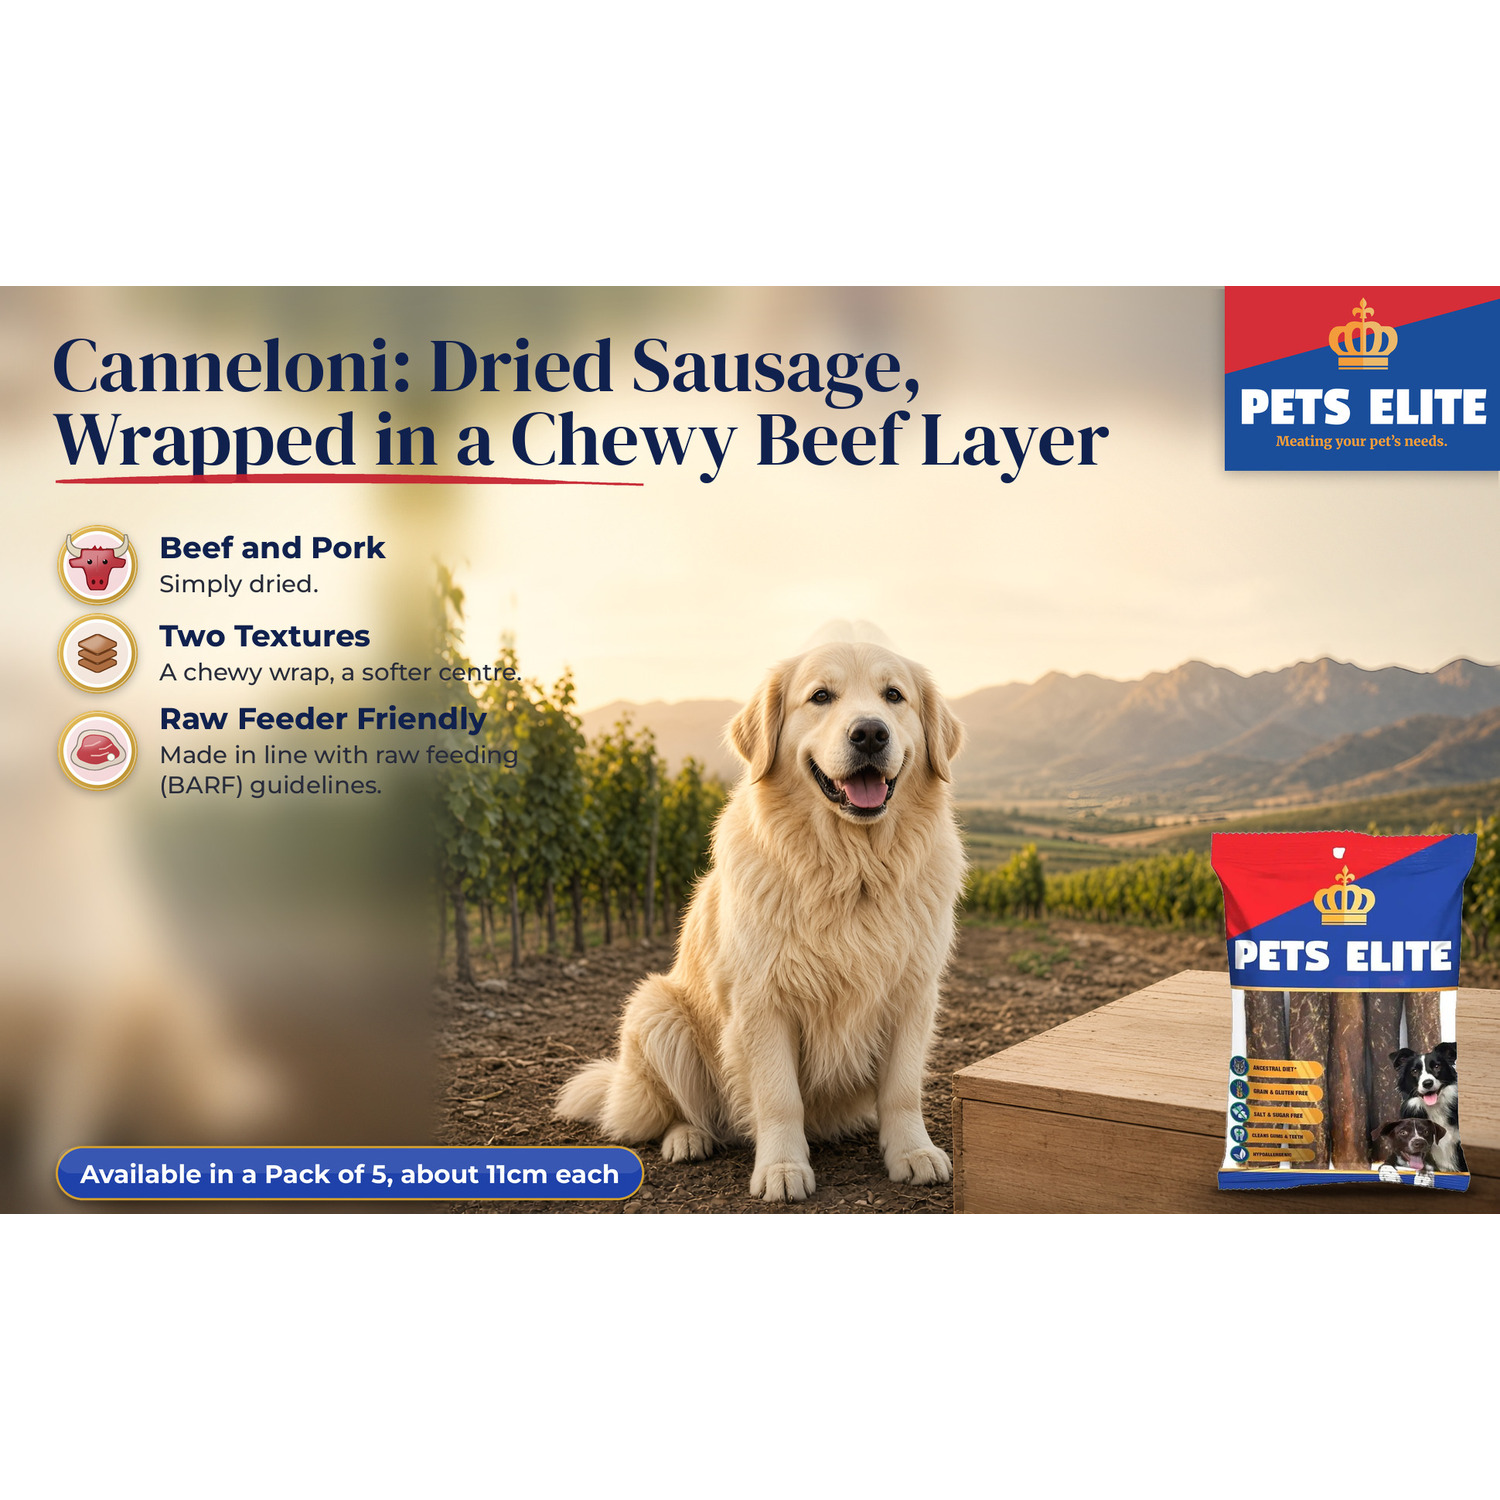 Canneloni: Dried Sausage,
Wrapped in a Chewy Beef Layer
PETS ELITE
Meating your pet's needs.
Beef and Pork
Simply dried.
Two Textures
A chewy wrap, a softer centre.
Raw Feeder Friendly
Made in line with raw feeding
(BARF) guidelines.
PETS ELITE
ANCESTRAL DIET*
GRAIN & GLUTEN FREE
SALT & SUGAR FREE
CLEANS GUMS & TEETH
HYPOALLERGENIC
Available in a Pack of 5, about 11cm each